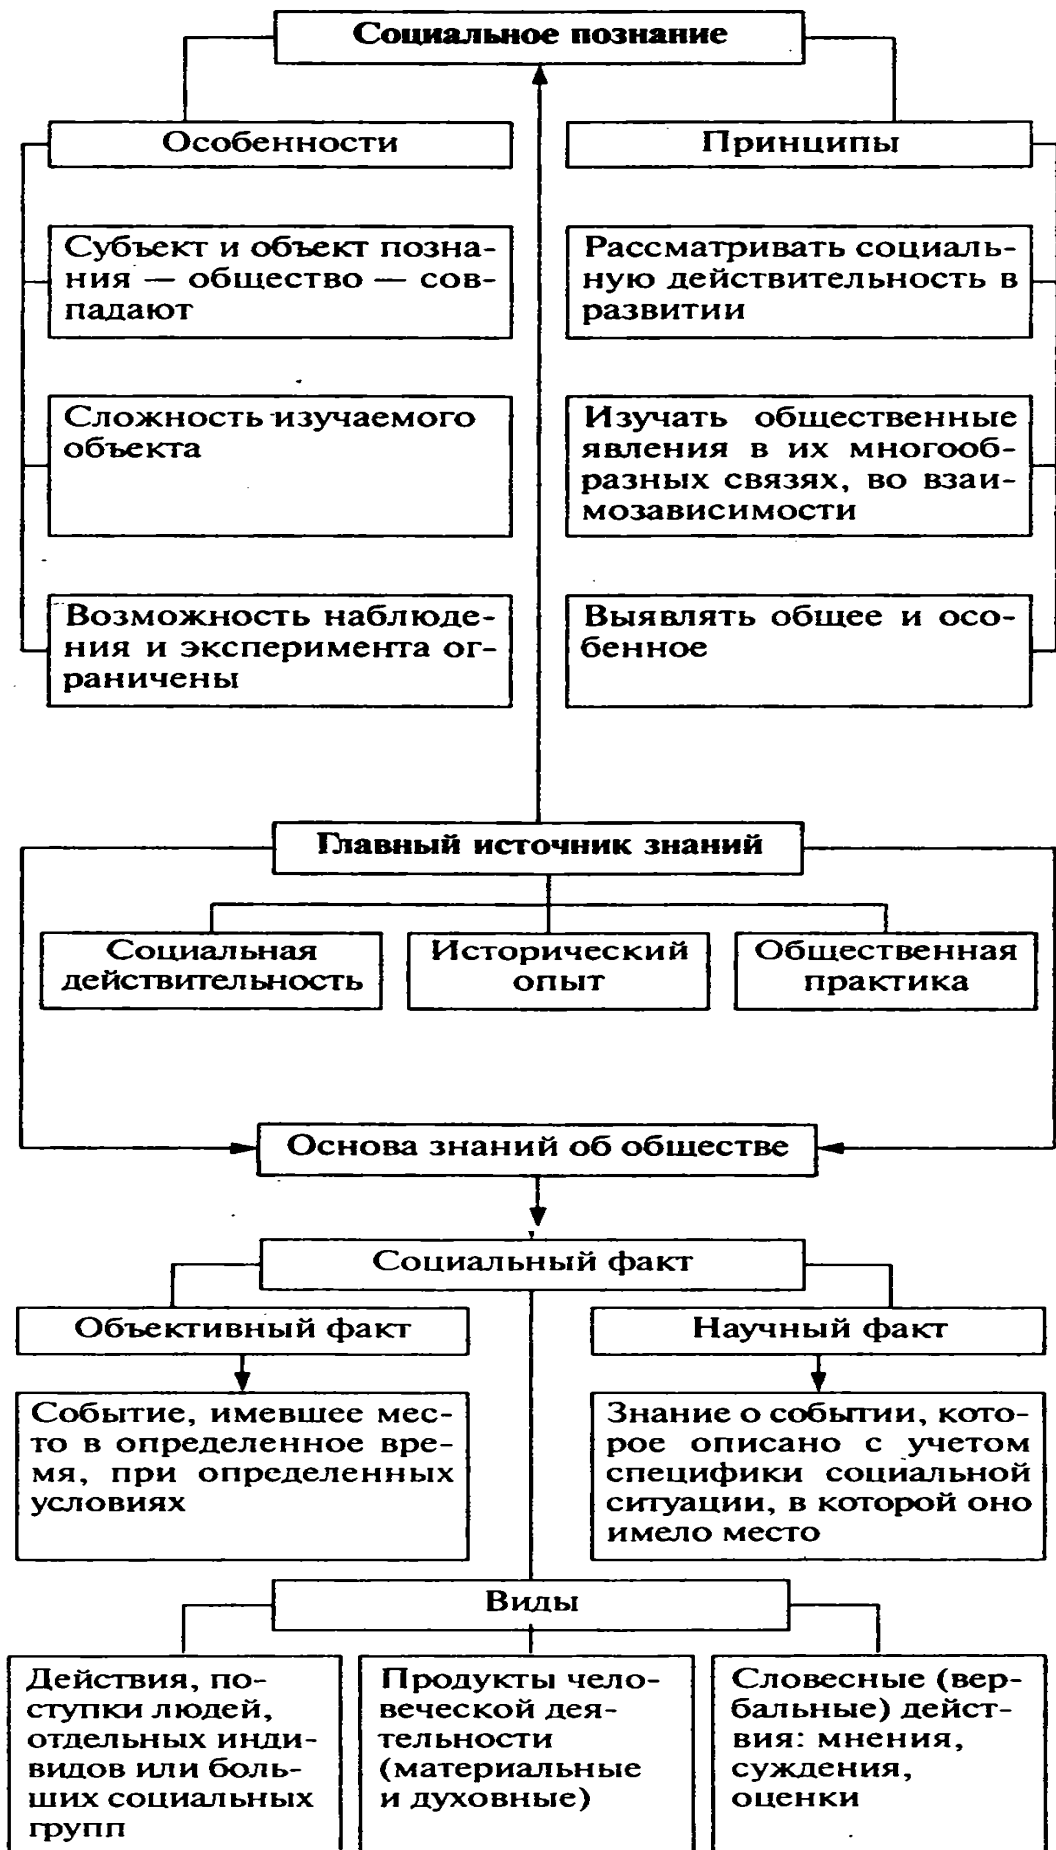 Социальное познание
Особенности
Принципы
Субъект и объект позна-
ния — общество — сов-
падают
Рассматривать социаль-
ную действительность в
развитии
Сложность изучаемого
объекта
Изучать общественные
явления в их многооб-
разных связях, во взаи-
мозависимости
Возможность наблюде-
ния и эксперимента ог-
раничены
Выявлять общее и осо-
бенное
Главный источник знаний
Социальная
действительность
Исторический
опыт
Общественная
практика
Основа знаний об обществе
Социальный факт
Объективный факт
Научный факт
Событие, имевшее мес-
то в определенное вре-
мя, при определенных
условиях
Знание о событии, кото-
рое описано с учетом
специфики социальной
ситуации, в которой оно
имело место
Виды
Действия, по-
ступки людей,
отдельных инди-
видов или боль-
ших социальных
групп
Продукты чело-
веческой дея-
тельности
(материальные
и духовные)
Словесные (вер-
бальные) дейст-
вия: мнения,
суждения,
оценки